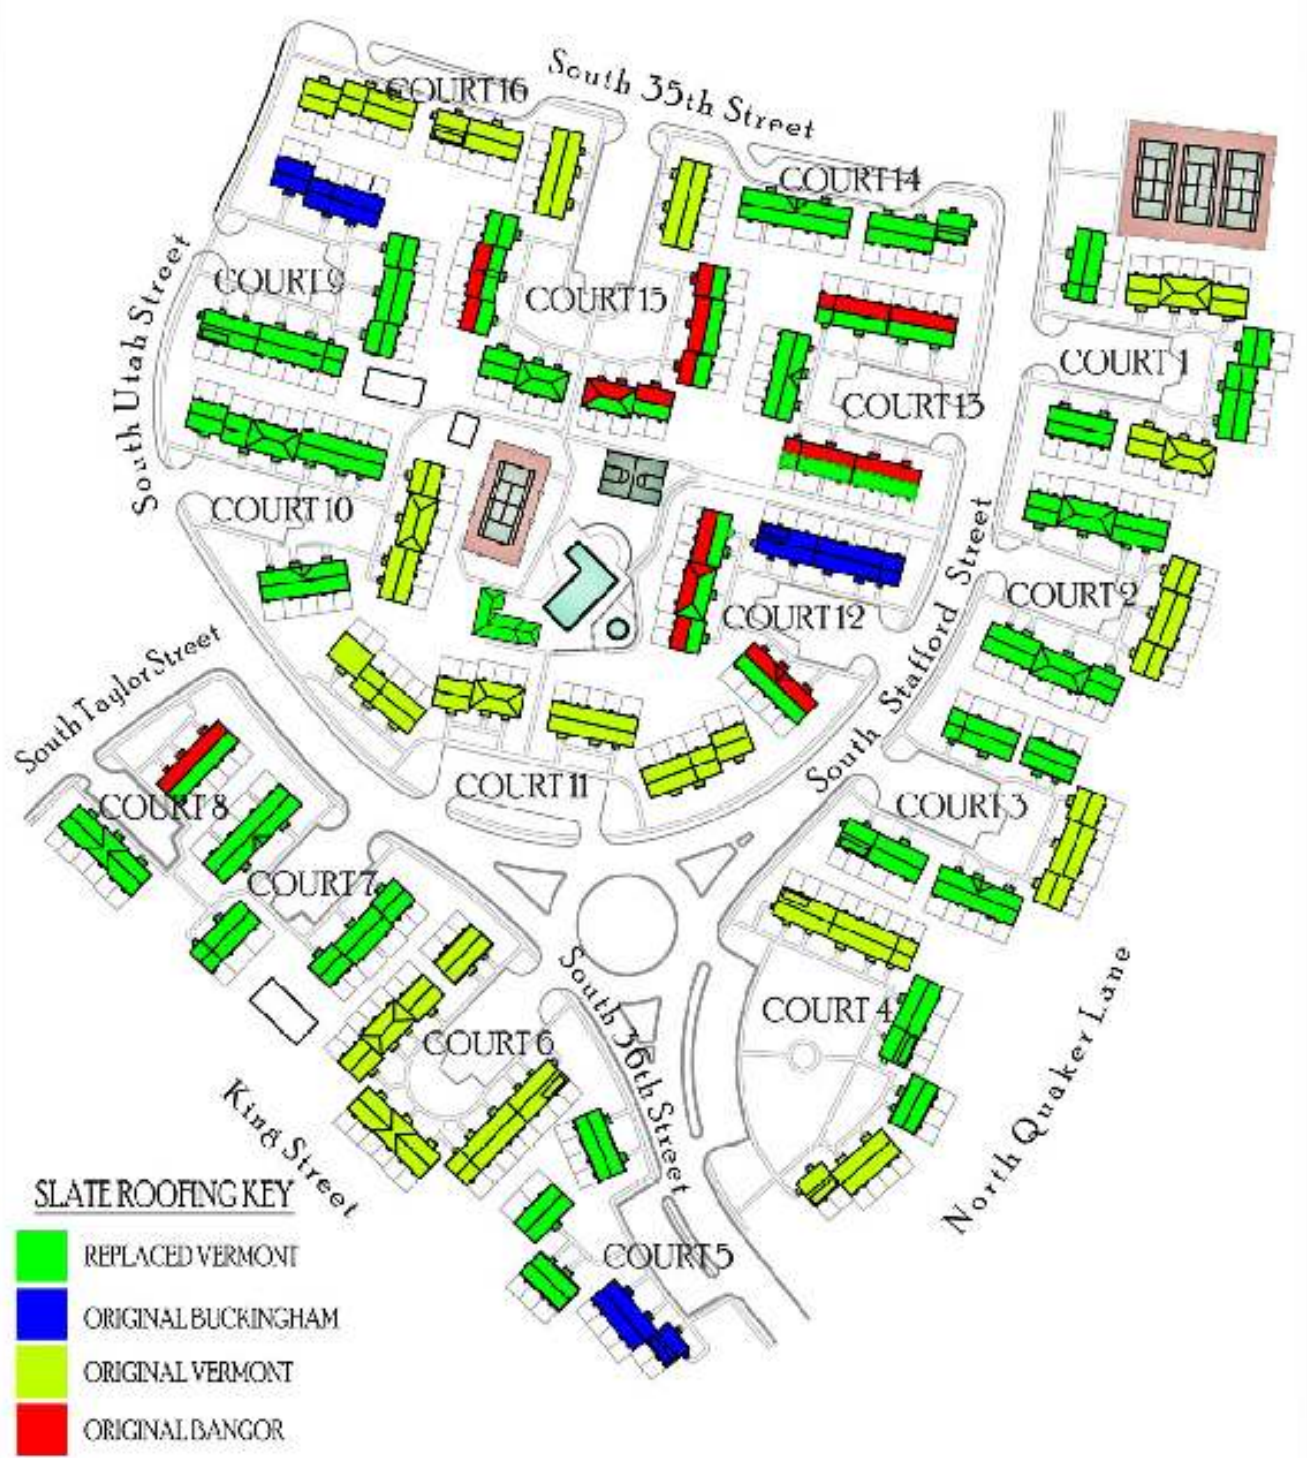 South 35th Street
COURT 16
COURT 14
COURT 9
COURT 15
COURT 1
South Utah Street
COURT 13
COURT 10
COURT 2
COURT 12
South Stafford Street
South Taylor Street
COURT 11
COURT 8
COURT 3
COURT 7
COURT 4
South 36th Street
COURT 6
North Quaker Lane
King Street
COURT 5
SLATE ROOFING KEY
REPLACED VERMONT
ORIGINAL BUCKINGHAM
ORIGINAL VERMONT
ORIGINAL BANGOR